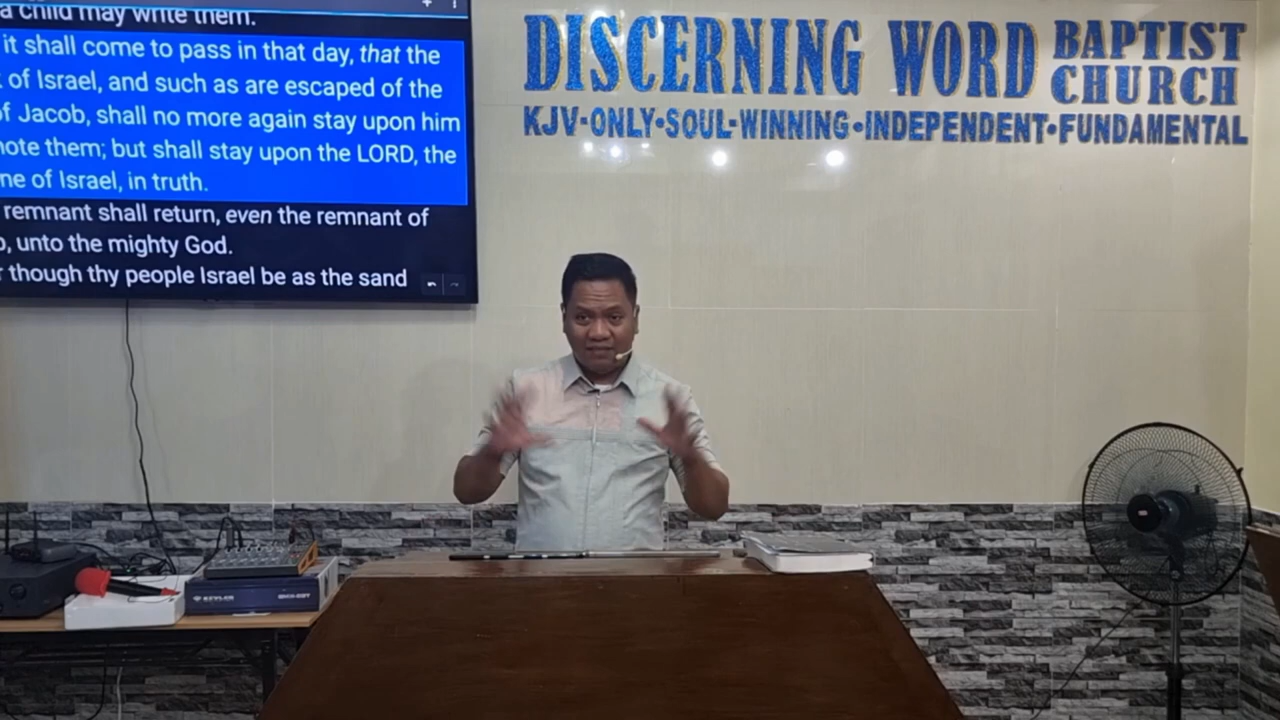 a child may write them.
it shall come to pass in that day, that the
of Israel, and such as are escaped of the
of Jacob, shall no more again stay upon him
note them; but shall stay upon the LORD, the
ne of Israel, in truth.
remnant shall return, even the remnant of
, unto the mighty God.
though thy people Israel be as the sand
DISCERNING WORD BAPTIST CHURCH
KJV-ONLY•SOUL-WINNING•INDEPENDENT•FUNDAMENTAL
KEVLER